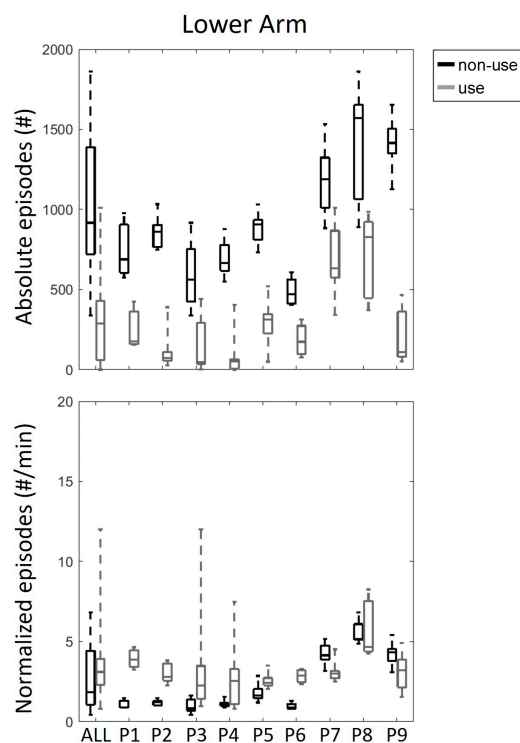 Lower Arm
Absolute episodes (#)
2000
1500
1000
500
0
non-use
use
Normalized episodes (#/min)
20
15
10
5
0
ALL P1 P2 P3 P4 P5 P6 P7 P8 P9